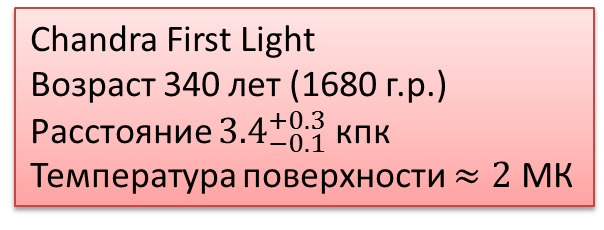 Chandra First Light
Возраст 340 лет (1680 г.р.)
Расстояние $3.4^{+0.3}_{-0.1}$ кпк
Температура поверхности ≈ 2 МК